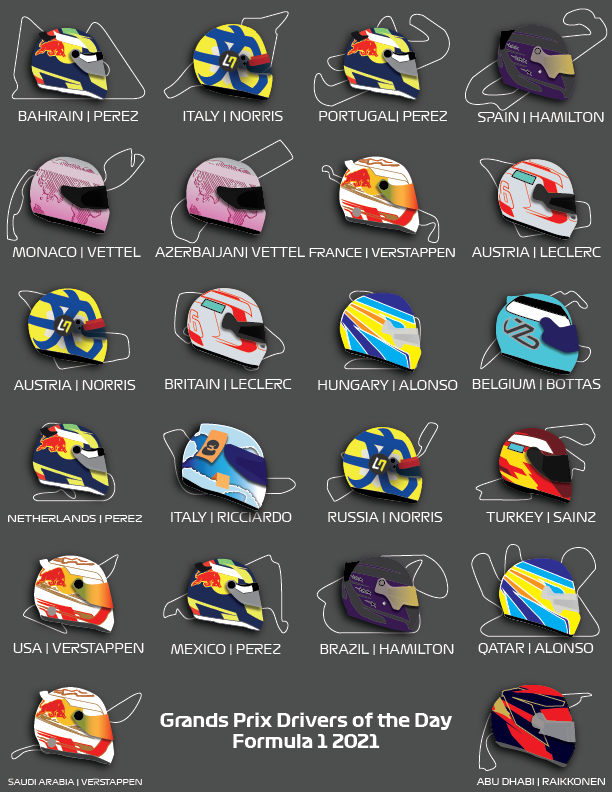 BAHRAIN | PEREZ
ITALY | NORRIS
PORTUGAL| PEREZ
SPAIN | HAMILTON
MONACO | VETTEL
AZERBAIJAN| VETTEL
FRANCE | VERSTAPPEN
AUSTRIA | LECLERC
AUSTRIA | NORRIS
BRITAIN | LECLERC
HUNGARY | ALONSO
BELGIUM | BOTTAS
NETHERLANDS | PEREZ
ITALY | RICCIARDO
RUSSIA | NORRIS
TURKEY | SAINZ
USA | VERSTAPPEN
MEXICO | PEREZ
BRAZIL | HAMILTON
QATAR | ALONSO
SAUDI ARABIA | VERSTAPPEN
Grands Prix Drivers of the Day
Formula 1 2021
ABU DHABI | RAIKKONEN